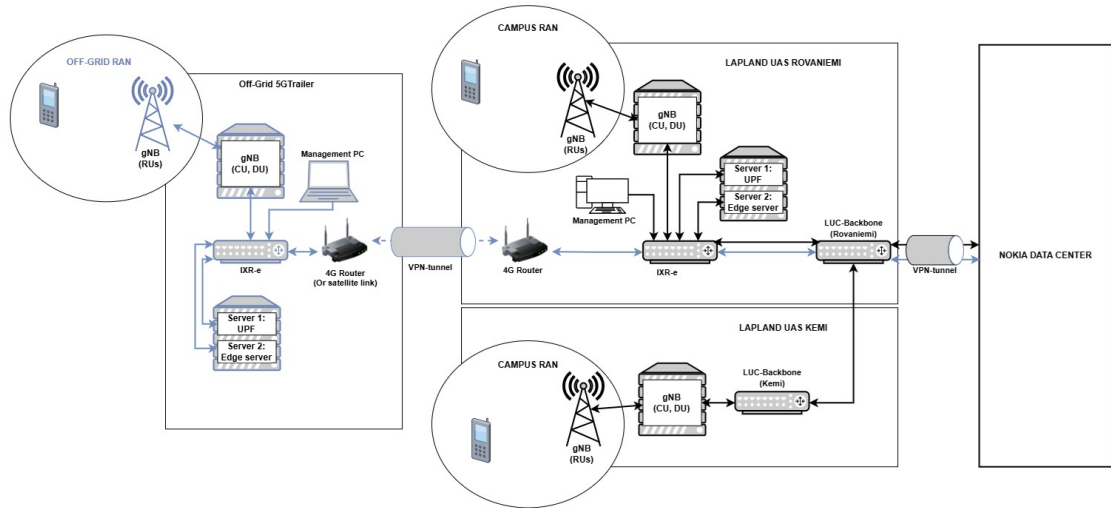 OFF-GRID RAN
gNB
(RUs)
Off-Grid 5GTrailer
gNB
(CU, DU)
Management PC
IXR-e
4G Router
(Or satellite link)
Server 1:
UPF
Server 2:
Edge server
VPN-tunnel
CAMPUS RAN
gNB
(RUs)
LAPLAND UAS ROVANIEMI
gNB
(CU, DU)
Management PC
Server 1:
UPF
Server 2:
Edge server
4G Router
IXR-e
LUC-Backbone
(Rovaniemi)
VPN-tunnel
NOKIA DATA CENTER
LAPLAND UAS KEMI
CAMPUS RAN
gNB
(RUs)
gNB
(CU, DU)
LUC-Backbone
(Kemi)